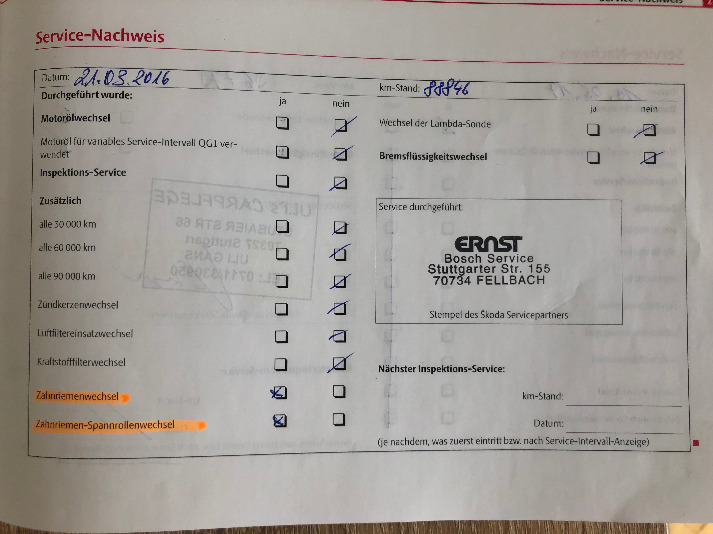 Service-Nachweis
Service-Nachweis
Datum: 21.03.2016
km-Stand: 88846
Durchgeführt wurde:
ja nein
ja nein
Motorölwechsel
Wechsel der Lambda-Sonde
Motoröl für variables Service-Intervall QG1 ver-
wendet
Bremsflüssigkeitswechsel
Inspektions-Service
Zusätzlich
Service durchgeführt:
alle 30 000 km
alle 60 000 km
alle 90 000 km
ERNST
Bosch Service
Stuttgarter Str. 155
70734 FELLBACH
Zündkerzenwechsel
Stempel des Škoda Servicepartners
Luftfiltereinsatzwechsel
Kraftstofffilterwechsel
Nächster Inspektions-Service:
Zahnriemenwechsel
km-Stand:
Zahnriemen-Spannrollenwechsel
Datum:
(je nachdem, was zuerst eintritt bzw. nach Service-Intervall-Anzeige)